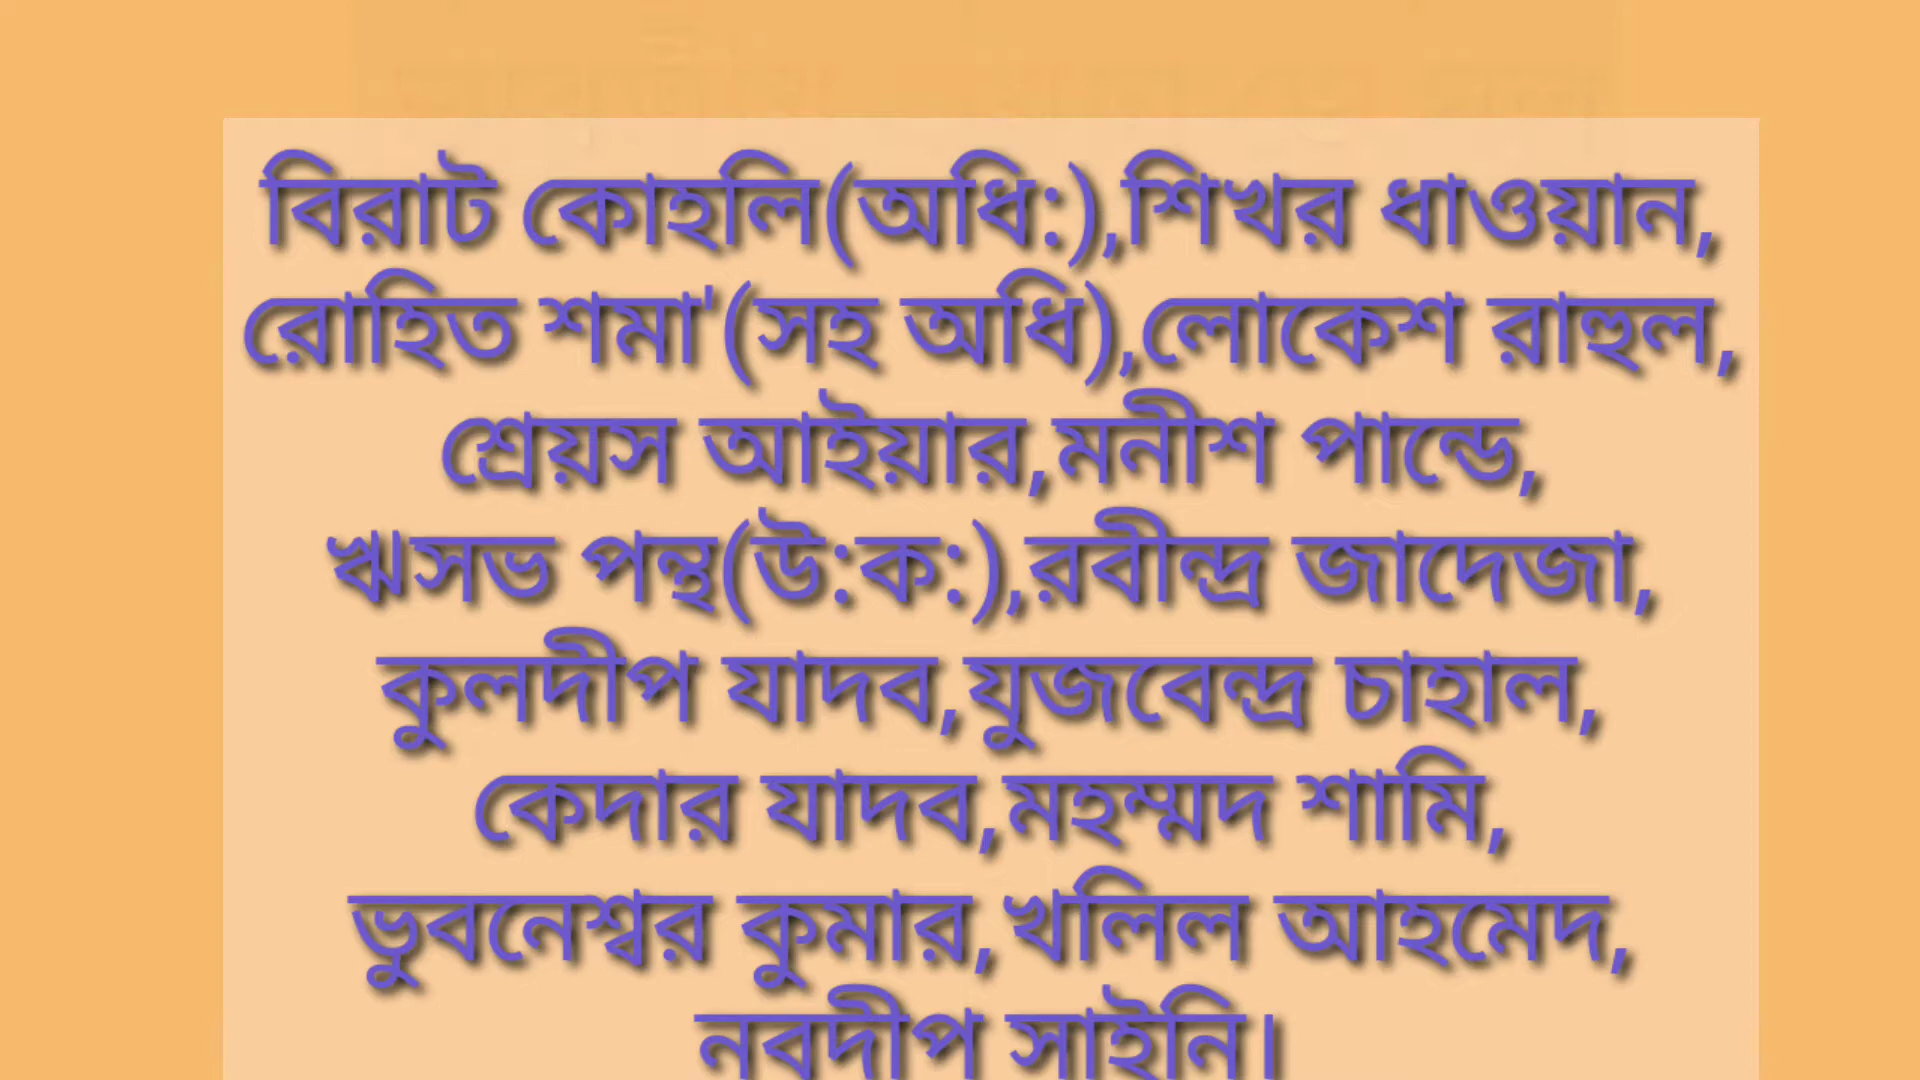 বিরাট কোহলি(অধি:),শিখর ধাওয়ান,
রোহিত শমা'(সহ অধি),লোকেশ রাহুল,
শ্রেয়স আইয়ার,মনীশ পান্ডে,
ঋসভ পন্থ(উ:ক:),রবীন্দ্র জাদেজা,
কুলদীপ যাদব,যুজবেন্দ্র চাহাল,
কেদার যাদব,মহম্মদ শামি,
ভুবনেশ্বর কুমার,খলিল আহমেদ,
নবদীপ সাইনি।